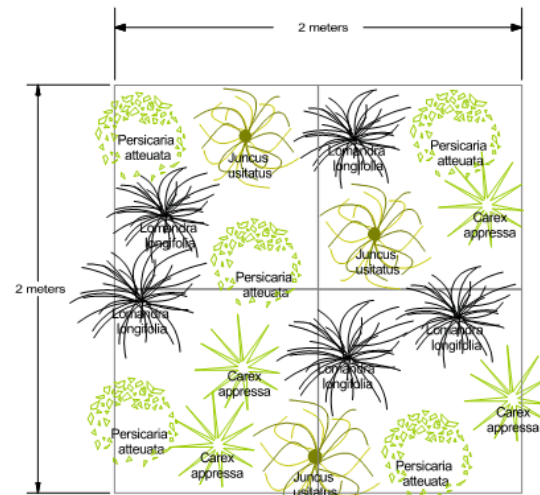 2 meters
Persicaria
atteuata
Juncus
usitatus
Lomandra
longifolia
Persicaria
atteuata
Carex
appressa
Lomandra
longifolia
Juncus
usitatus
Persicaria
atteuata
2 meters
Lomandra
longifolia
Lomandra
longifolia
Lomandra
longifolia
Carex
appressa
Carex
appressa
Persicaria
atteuata
Carex
appressa
Persicaria
atteuata
Juncus
usitatus